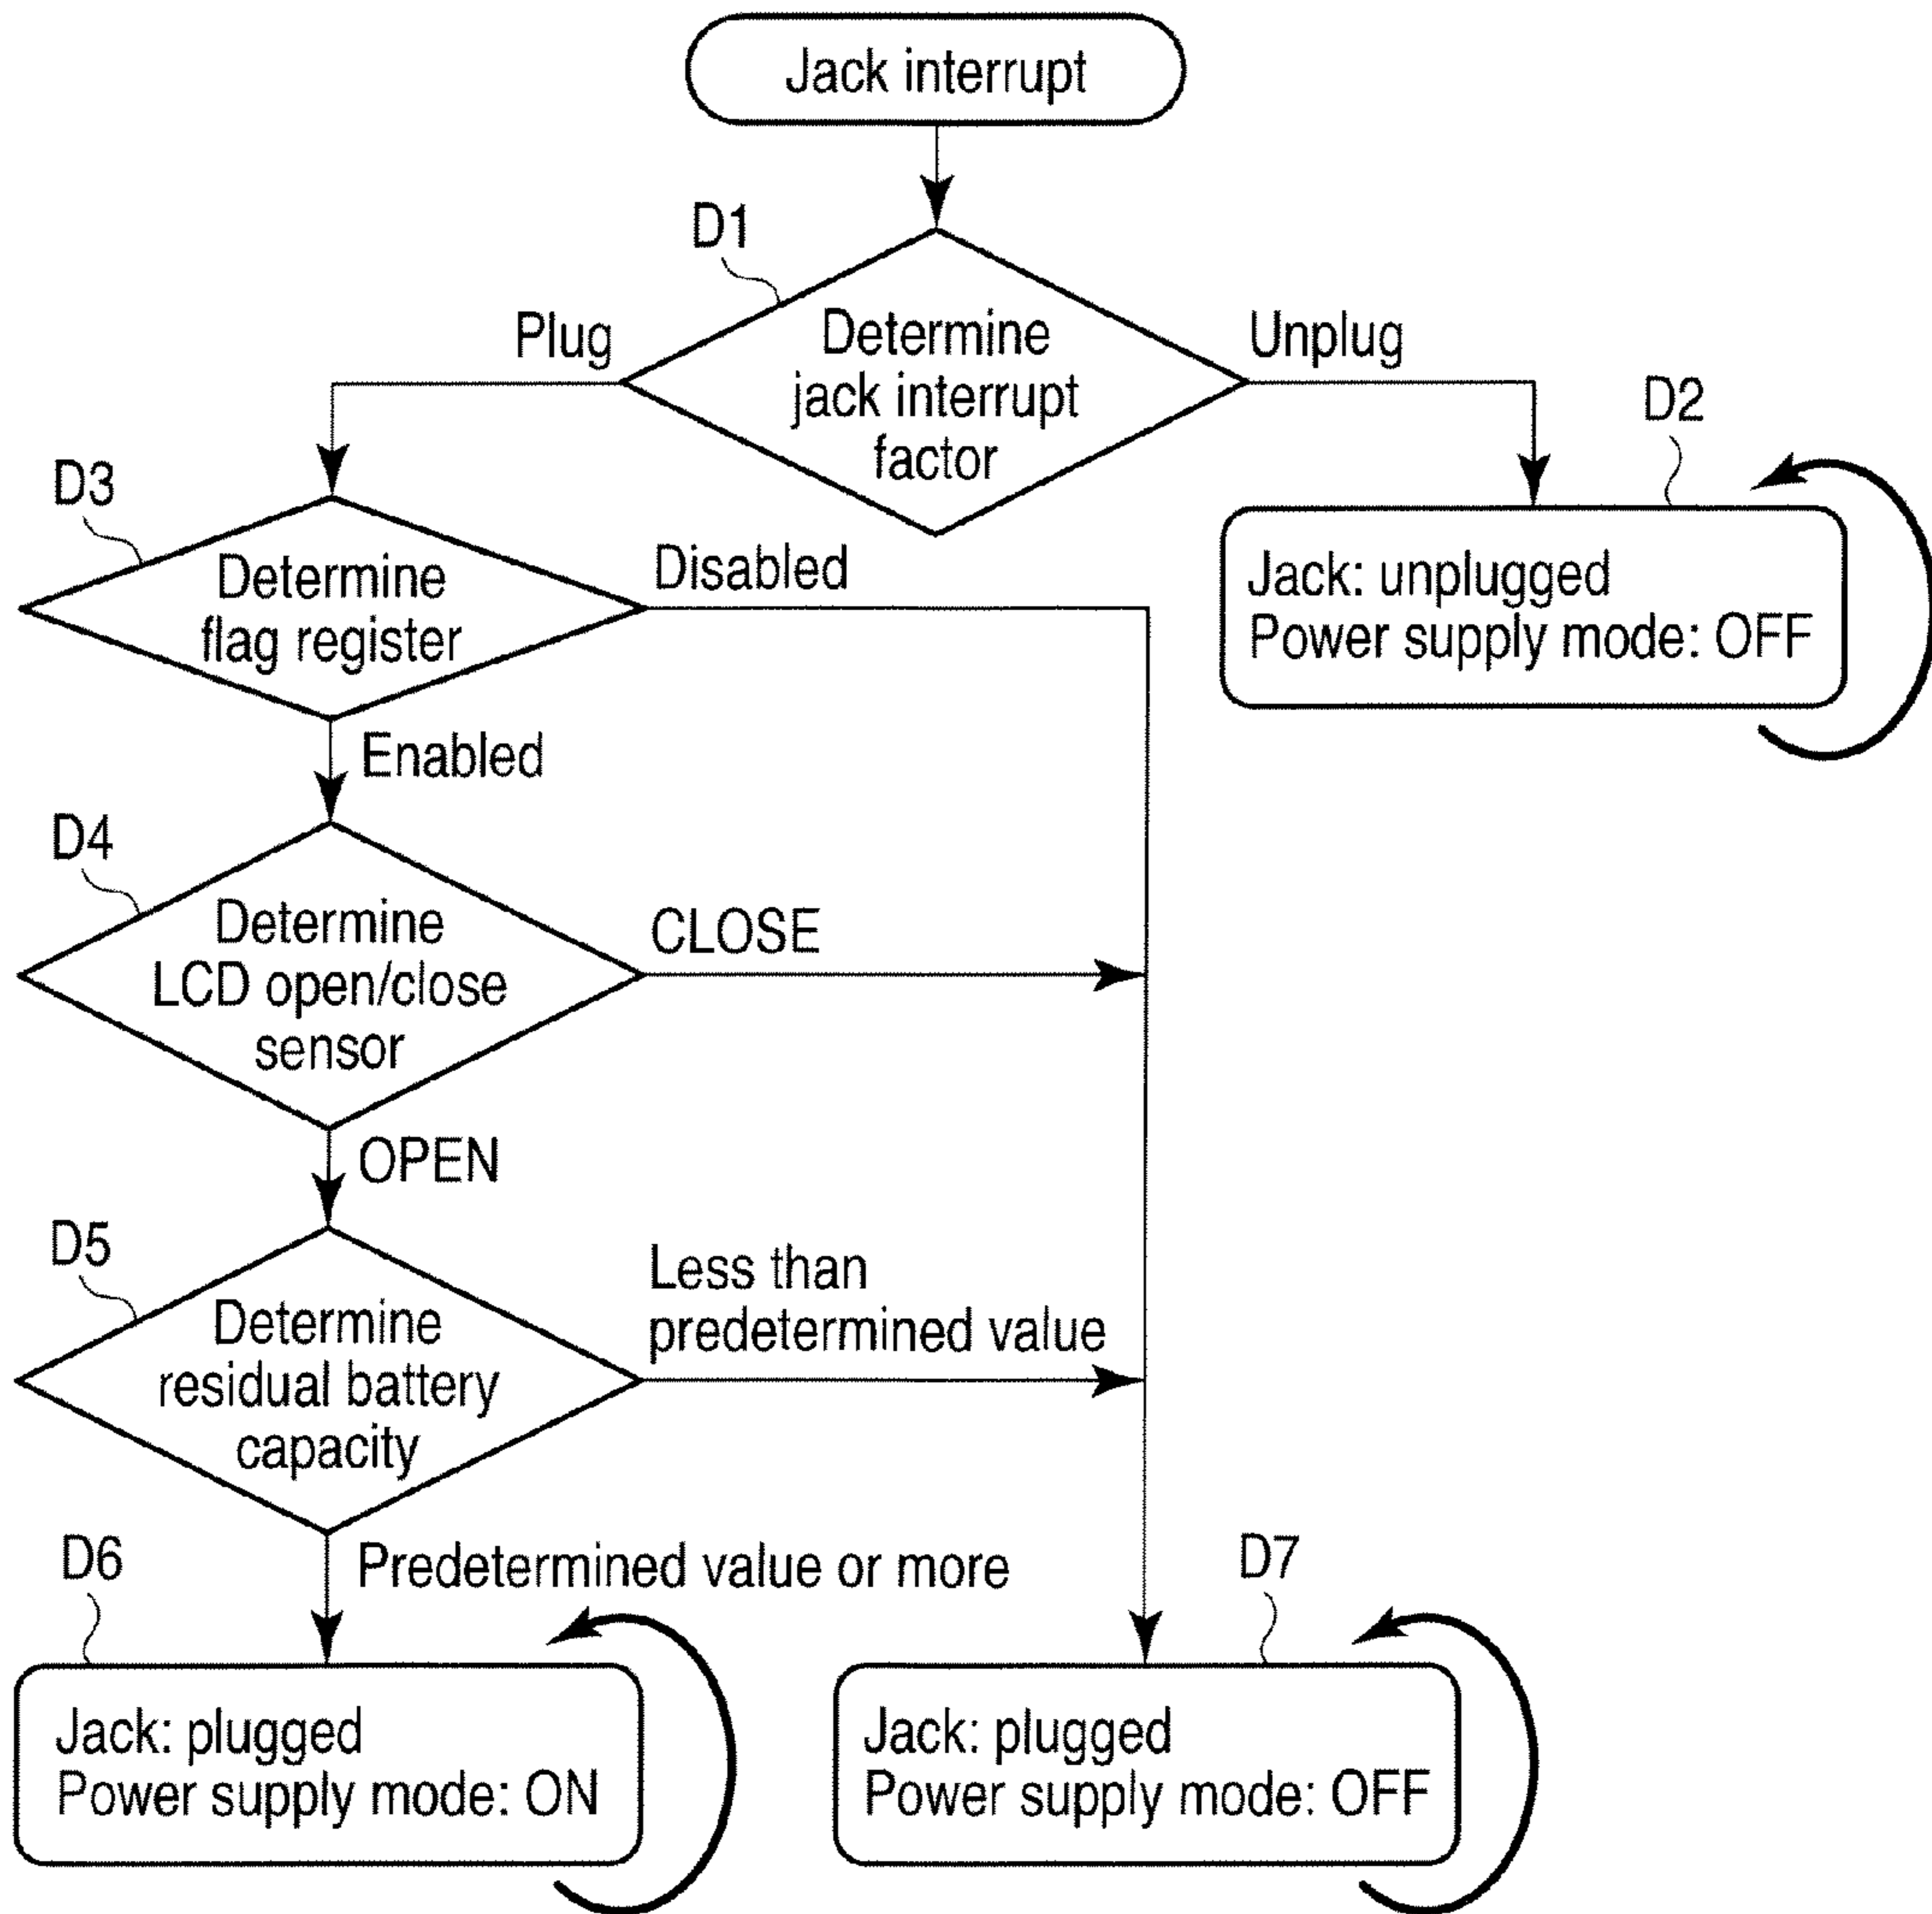 Jack interrupt
D1
Determine
jack interrupt
factor
Plug
Unplug
D2
Jack: unplugged
Power supply mode: OFF
D3
Determine
flag register
Disabled
Enabled
D4
Determine
LCD open/close
sensor
CLOSE
OPEN
D5
Determine
residual battery
capacity
Less than
predetermined value
Predetermined value or more
D6
Jack: plugged
Power supply mode: ON
D7
Jack: plugged
Power supply mode: OFF